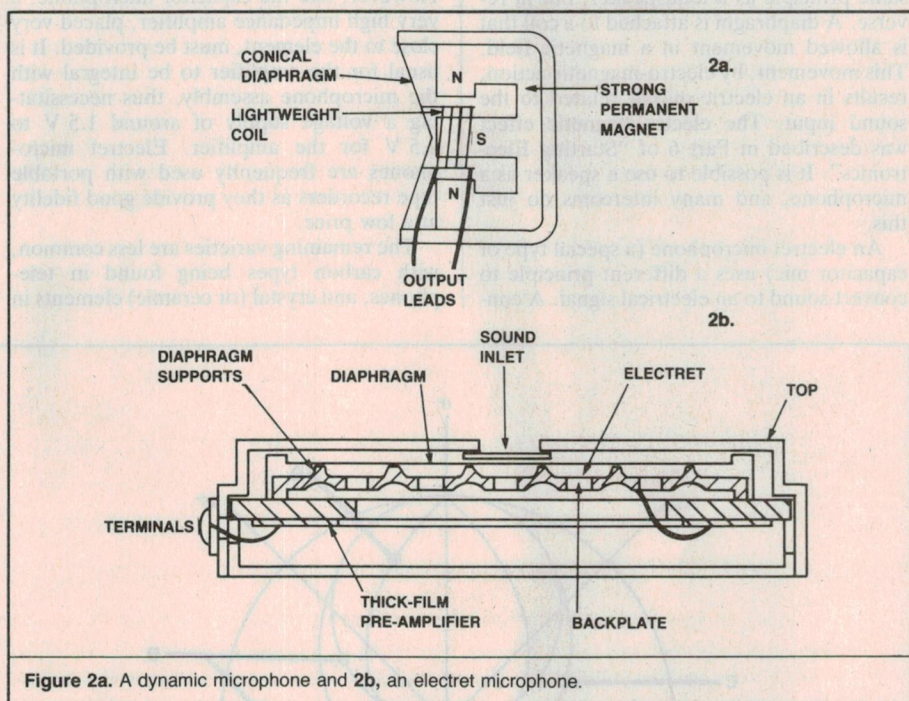 2a.
CONICAL
DIAPHRAGM
LIGHTWEIGHT
COIL
N
S
N
STRONG
PERMANENT
MAGNET
OUTPUT
LEADS
2b.
SOUND
INLET
DIAPHRAGM
SUPPORTS
DIAPHRAGM
ELECTRET
TOP
TERMINALS
THICK-FILM
PRE-AMPLIFIER
BACKPLATE
Figure 2a. A dynamic microphone and 2b, an electret microphone.